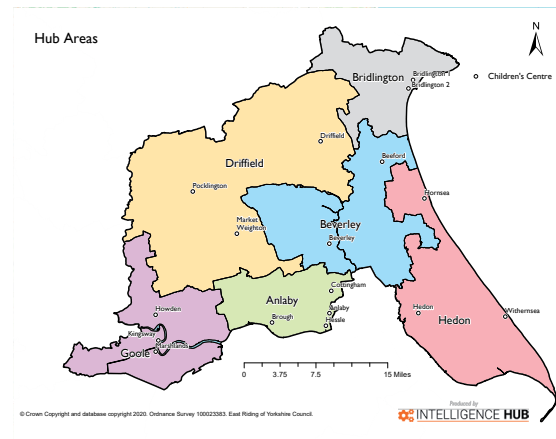 Hub Areas
N
Children's Centre
Bridlington
Bridlington 1
Bridlington 2
Driffield
Driffield
Beeford
Pocklington
Hornsea
Market
Weighton
Beverley
Beverley
Cottingham
Anlaby
Anlaby
Brough
Hessle
Howden
Kingsway
Marshlands
Goole
Hedon
Hedon
Withernsea
0 3.75 7.5 15 Miles
Produced by
INTELLIGENCE HUB
© Crown Copyright and database copyright 2020. Ordnance Survey 100023383. East Riding of Yorkshire Council.